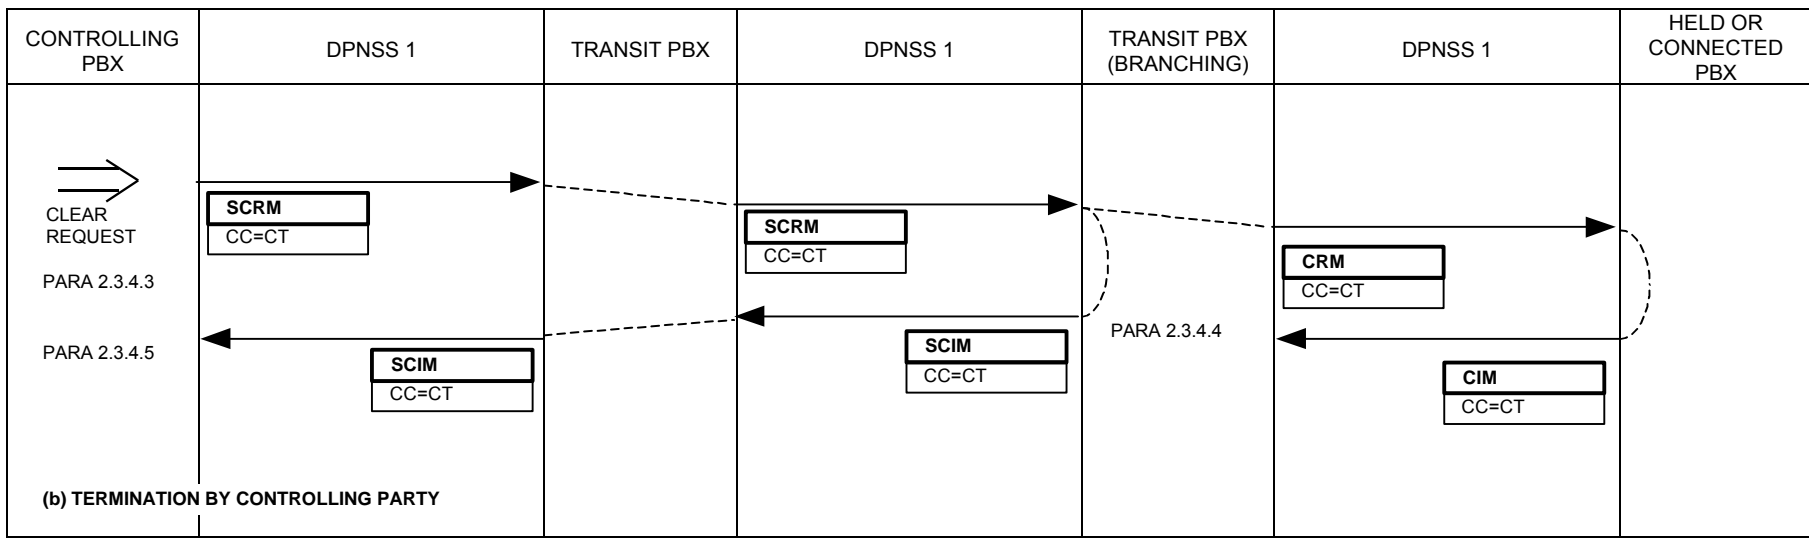 CONTROLLING
PBX
DPNSS 1
TRANSIT PBX
DPNSS 1
TRANSIT PBX
(BRANCHING)
DPNSS 1
HELD OR
CONNECTED
PBX
CLEAR
REQUEST
SCRM
CC=CT
SCRM
CC=CT
CRM
CC=CT
PARA 2.3.4.3
PARA 2.3.4.5
SCIM
CC=CT
SCIM
CC=CT
PARA 2.3.4.4
CIM
CC=CT
(b) TERMINATION BY CONTROLLING PARTY